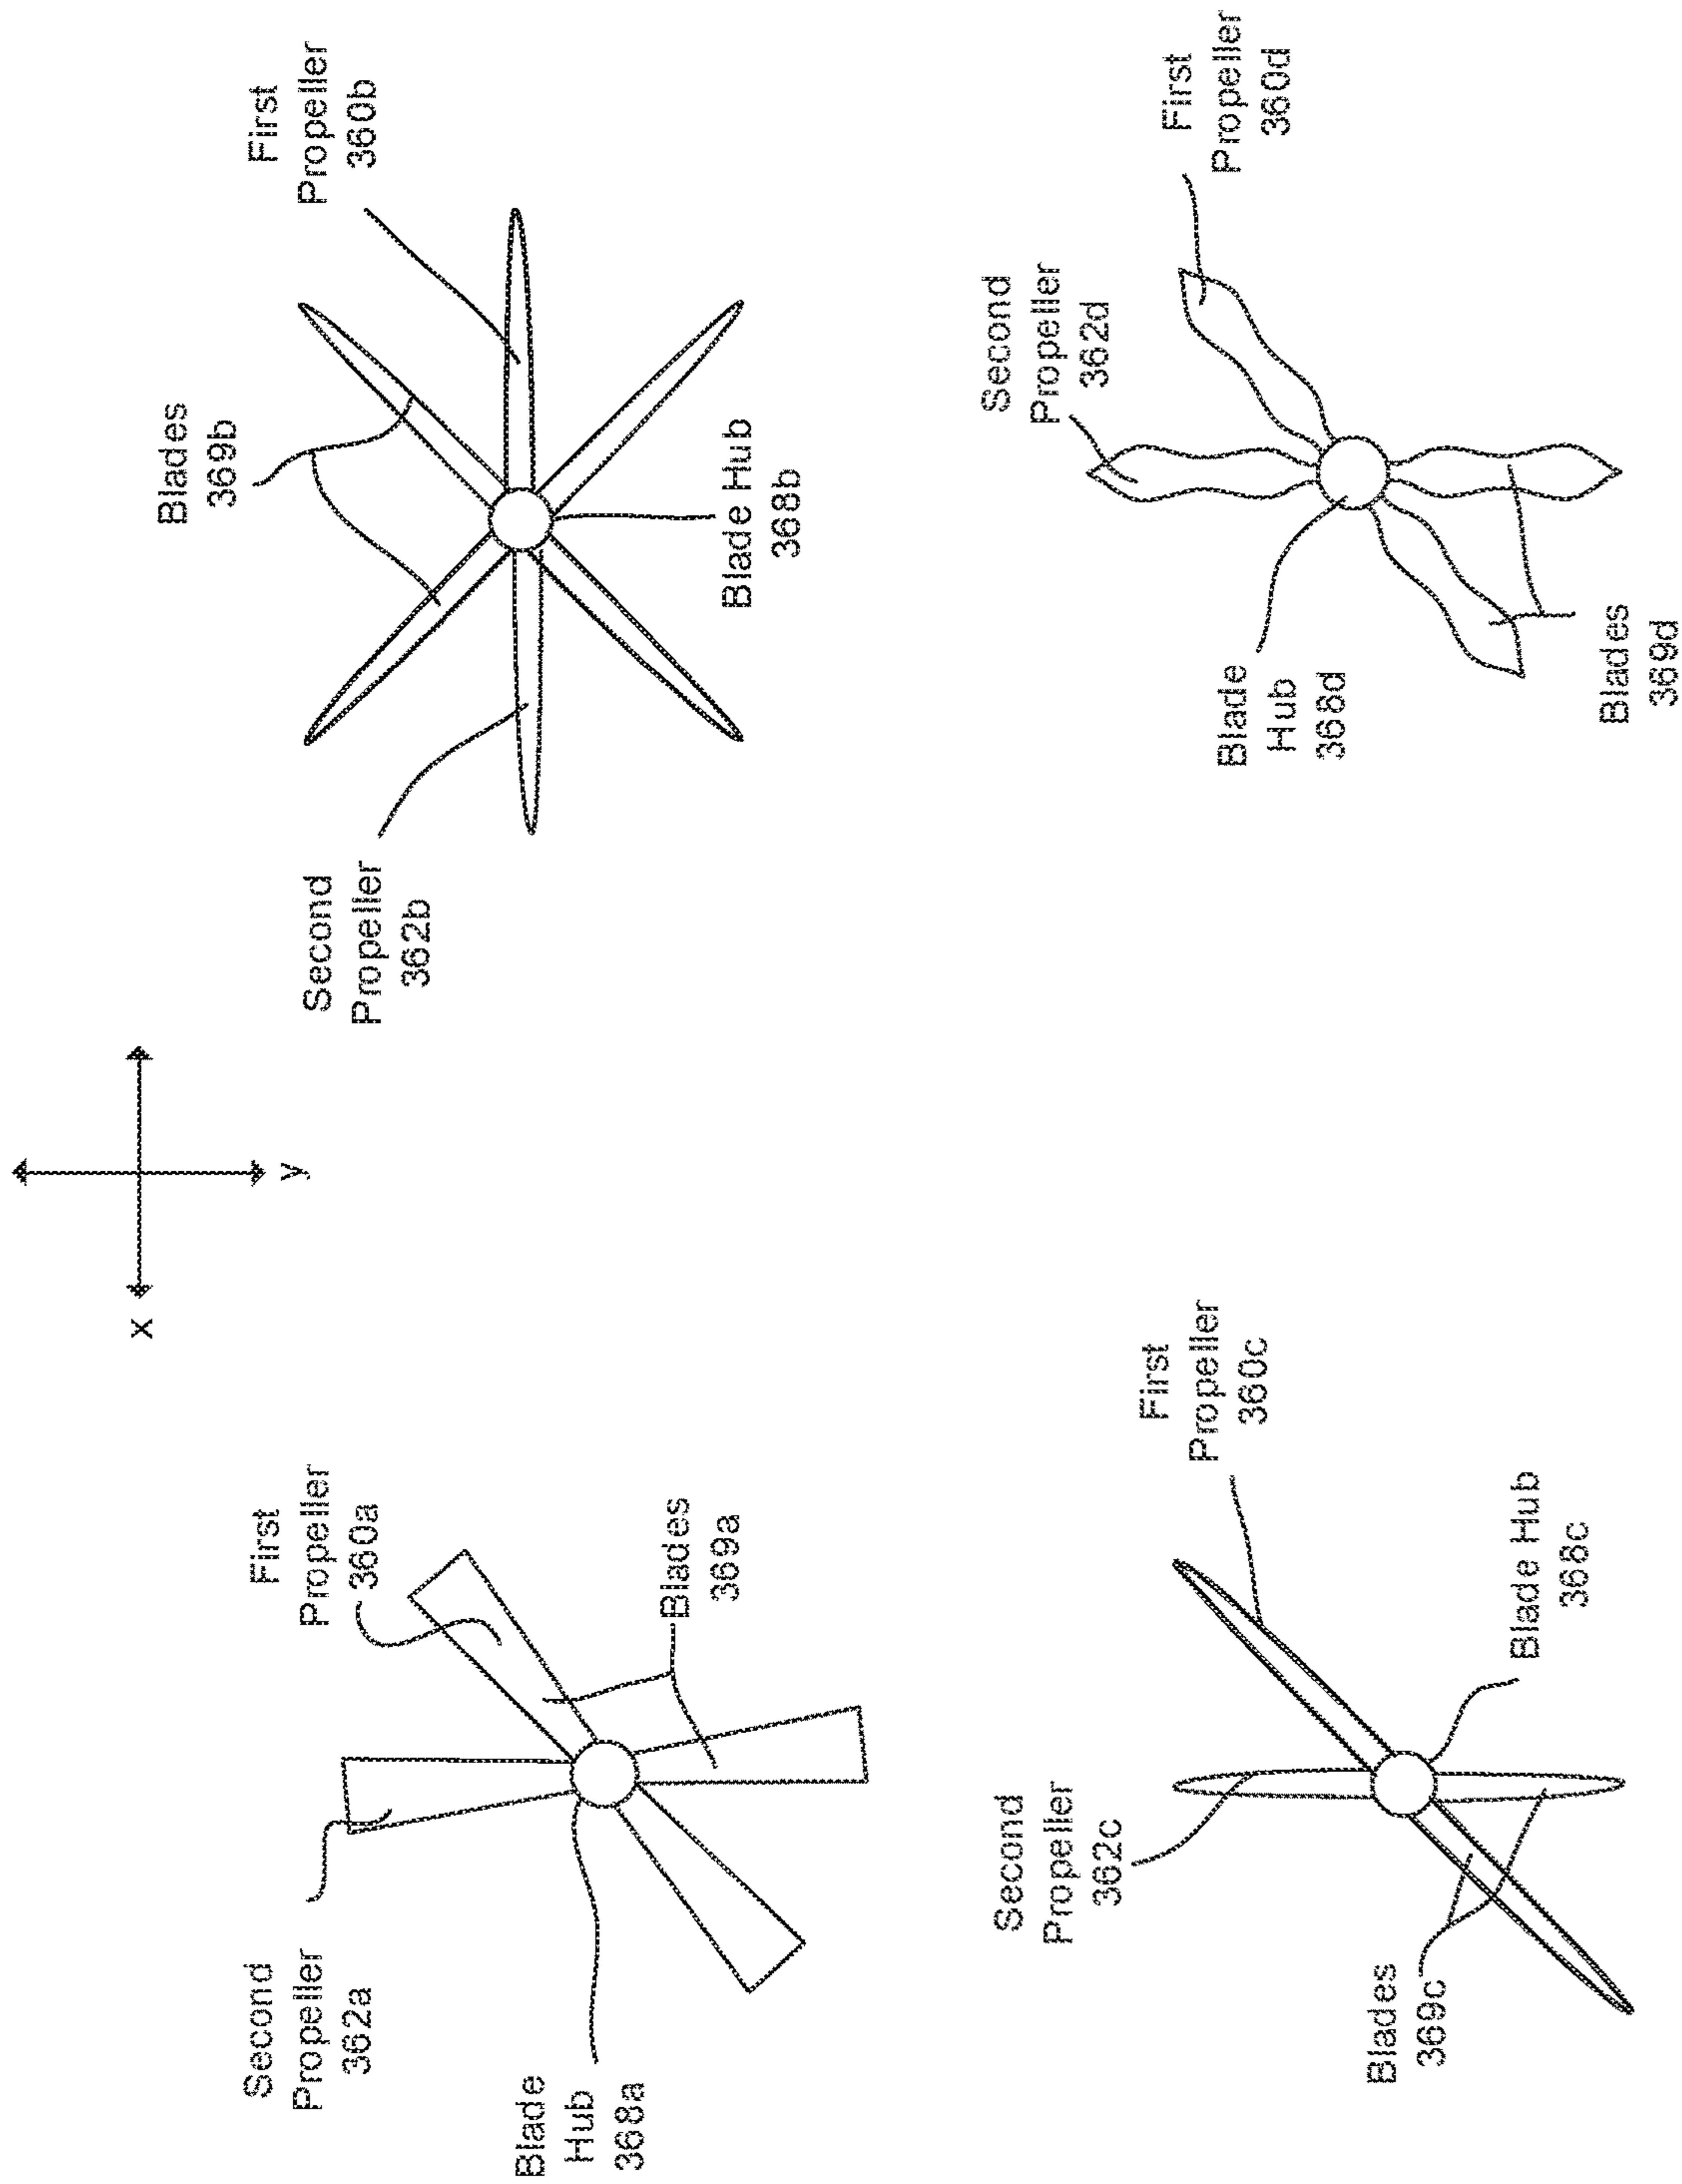 x
y
Second
Propeller
362a
First
Propeller
360a
Blade
Hub
368a
Blades
369a
Second
Propeller
362b
Blades
369b
First
Propeller
360b
Blade Hub
368b
Second
Propeller
362c
First
Propeller
360c
Blades
369c
Blade Hub
368c
Second
Propeller
362d
First
Propeller
360d
Blade
Hub
368d
Blades
369d